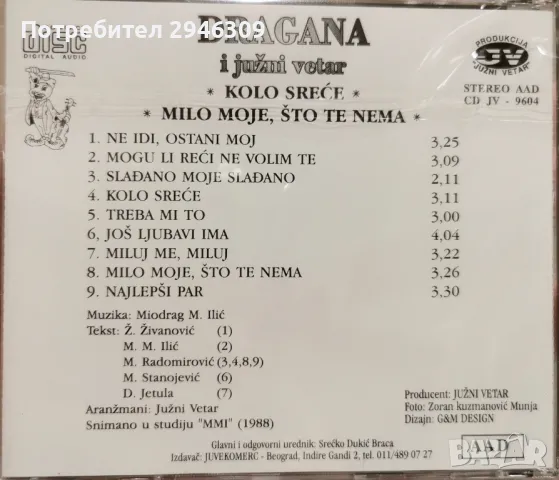 Потребител 2946309
DISC
DIGITAL AUDIO
DRAGANA
i južni vetar
* KOLO SREĆE *
* MILO MOJE, ŠTO TE NEMA *
PRODUKCIJA
JV
"JUŽNI VETAR"
STEREO AAD
CD JV - 9604
1. NE IDI, OSTANI MOJ 3,25
2. MOGU LI REĆI NE VOLIM TE 3,09
3. SLAĐANO MOJE SLAĐANO 2,11
4. KOLO SREĆE 3,11
5. TREBA MI TO 3,00
6. JOŠ LJUBAVI IMA 4,04
7. MILUJ ME, MILUJ 3,22
8. MILO MOJE, ŠTO TE NEMA 3,26
9. NAJLEPŠI PAR 3,30
Muzika: Miodrag M. Ilić
Tekst: Ž. Živanović (1)
M. M. Ilić (2)
M. Radomirović (3,4,8,9)
M. Stanojević (6)
D. Jetula (7)
Aranžmani: Južni Vetar
Snimano u studiju "MMI" (1988)
Producent: JUŽNI VETAR
Foto: Zoran kuzmanović Munja
Dizajn: G&M DESIGN
Glavni i odgovorni urednik: Srećko Dukić Braca
Izdavač: JUVEKOMERC - Beograd, Indire Gandi 2, tel. 011/489 07 27
AAD
БАЗАР